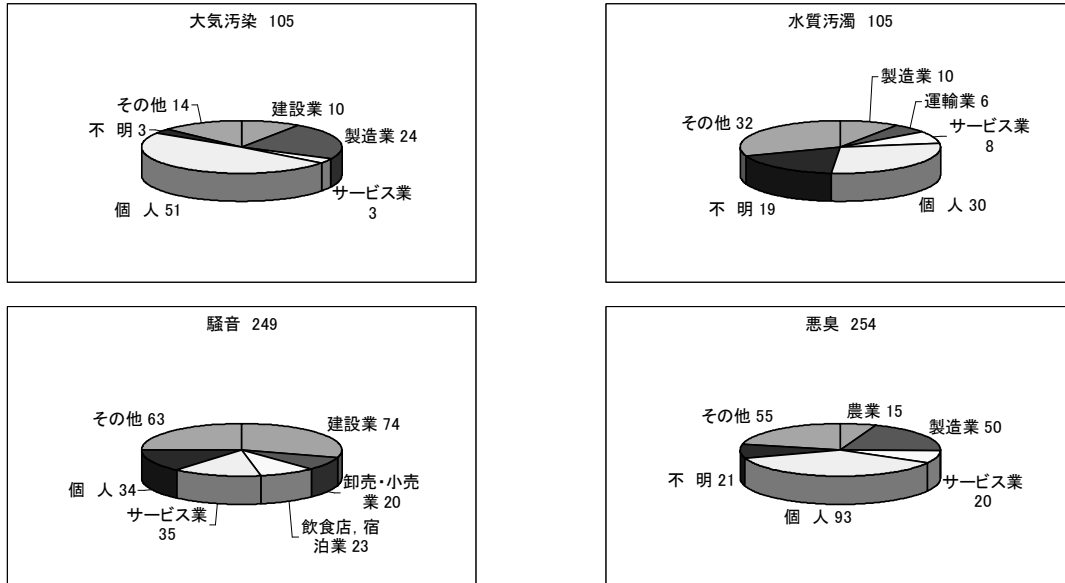 大気汚染 105
その他 14
建設業 10
不 明 3
製造業 24
サービス業
3
個 人 51
水質汚濁 105
製造業 10
運輸業 6
その他 32
サービス業
8
不 明 19
個 人 30
騒音 249
その他 63
建設業 74
個 人 34
卸売・小売
業 20
サービス業
35
飲食店，宿
泊業 23
悪臭 254
その他 55
農業 15
製造業 50
不 明 21
サービス業
20
個 人 93